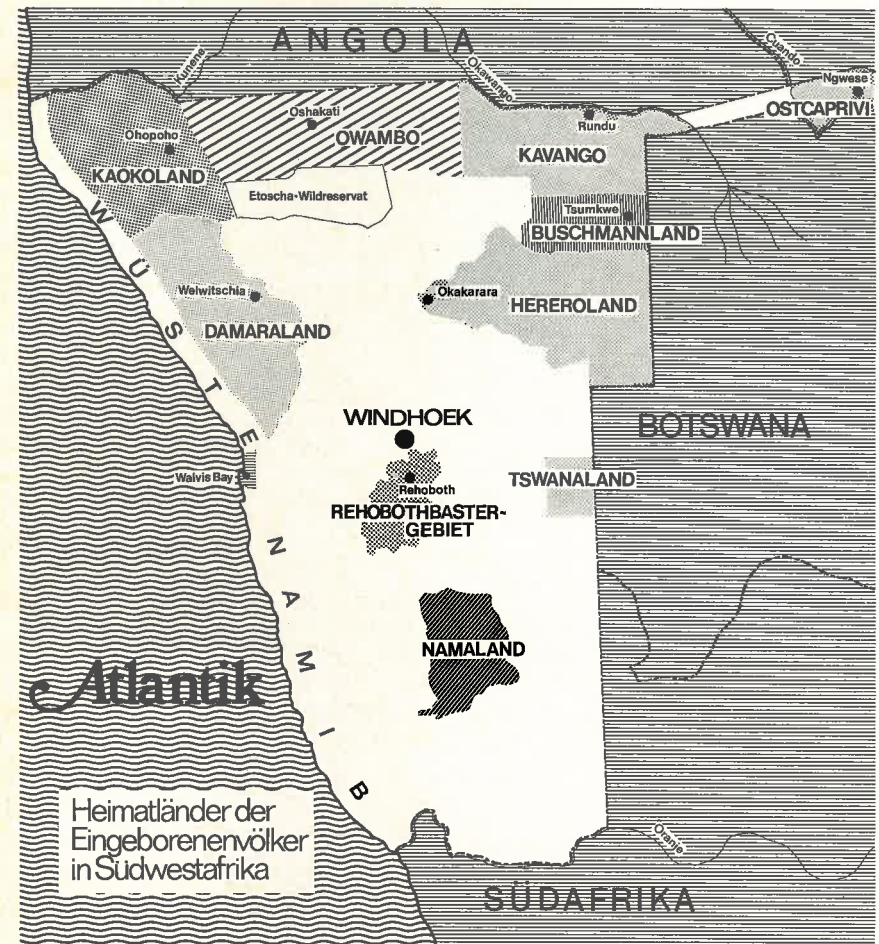 ANGOLA
Kunene
Okawango
Cuando
Ngwese
OSTCAPRIVI
Oshakati
OWAMBO
Rundu
KAVANGO
Ohopoho
KAOKOLAND
Etoscha-Wildreservat
Tsumkwe
BUSCHMANNLAND
Welwitschia
DAMARALAND
Okakarara
HEREROLAND
WÜSTE NAMIB
WINDHOEK
BOTSWANA
Walvis Bay
Rehoboth
REHOBOTHBASTER-
GEBIET
TSWANALAND
NAMALAND
Atlantik
Heimatländer der
Eingeborenenvölker
in Südwestafrika
Oranje
SÜDAFRIKA